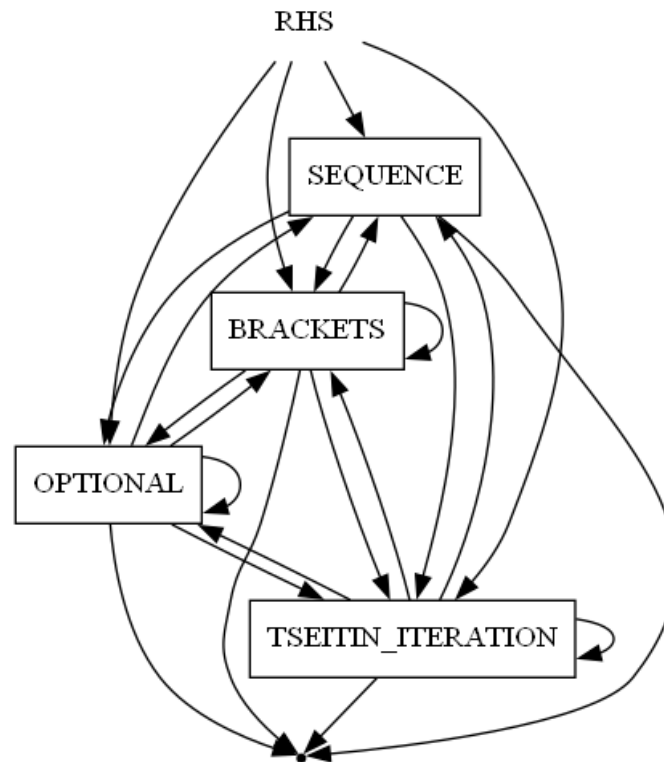 RHS
SEQUENCE
BRACKETS
OPTIONAL
TSEITIN_ITERATION